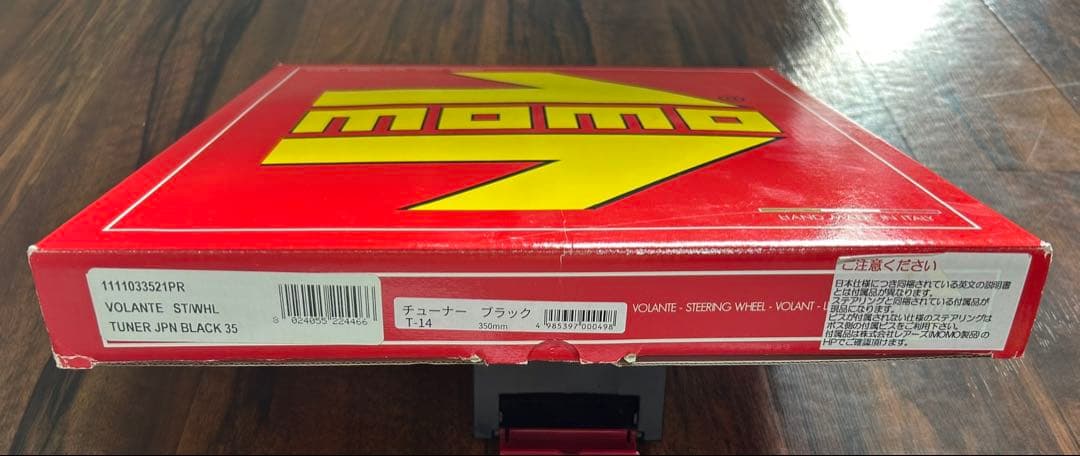 momo
®
HAND MADE IN ITALY
1111033521PR
VOLANTE ST/WHL
TUNER JPN BLACK 35
8 024055 224466
チューナー ブラック
T-14
350mm
4 985397 000498
VOLANTE - STEERING WHEEL - VOLANT - L
ご注意ください
日本仕様につき同梱されている英文の説明書
とは付属品が異なります。
ステアリングと同梱されている付属品が
現品になります。
ビスが付属されない仕様のステアリングは
ボス側の付属ビスをご利用下さい。
付属品は株式会社レアーズ(MOMO製品)の
HPでご確認頂けます。